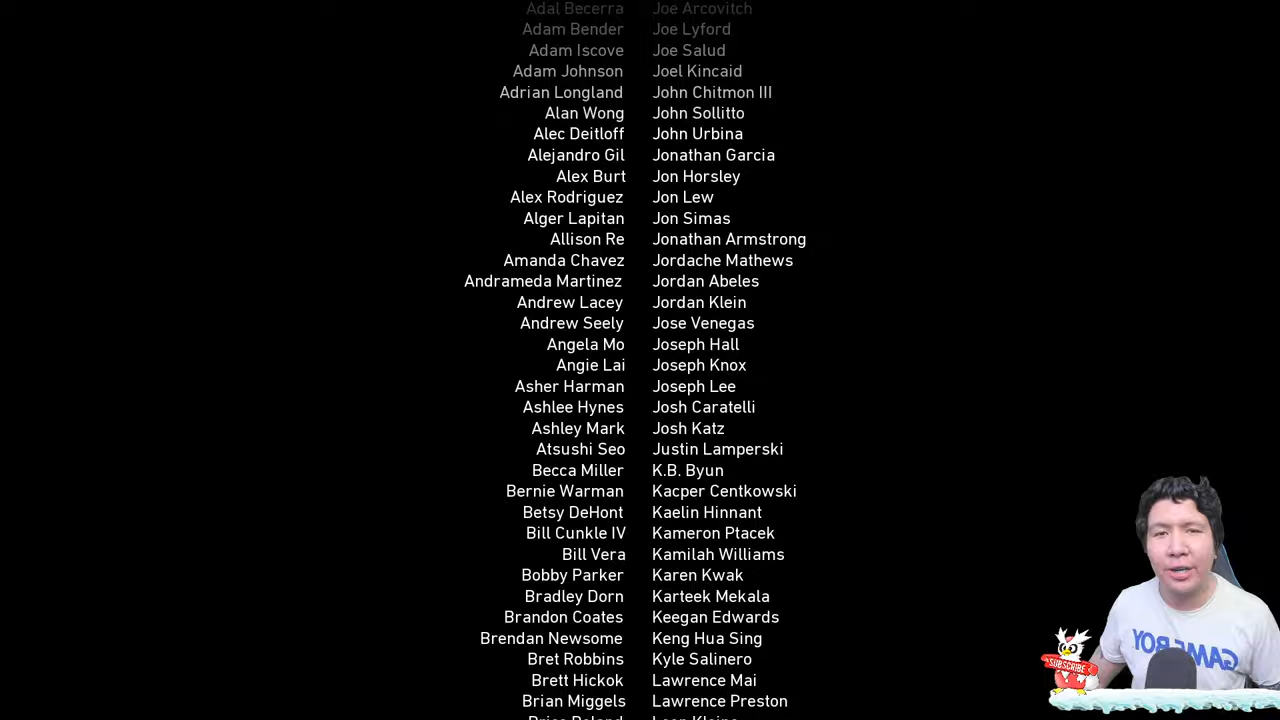 Adal Becerra Joe Arcovitch
Adam Bender Joe Lyford
Adam Iscove Joe Salud
Adam Johnson Joel Kincaid
Adrian Longland John Chitmon III
Alan Wong John Sollitto
Alec Deitloff John Urbina
Alejandro Gil Jonathan Garcia
Alex Burt Jon Horsley
Alex Rodriguez Jon Lew
Alger Lapitan Jon Simas
Allison Re Jonathan Armstrong
Amanda Chavez Jordache Mathews
Andrameda Martinez Jordan Abeles
Andrew Lacey Jordan Klein
Andrew Seely Jose Venegas
Angela Mo Joseph Hall
Angie Lai Joseph Knox
Asher Harman Joseph Lee
Ashlee Hynes Josh Caratelli
Ashley Mark Josh Katz
Atsushi Seo Justin Lamperski
Becca Miller K.B. Byun
Bernie Warman Kacper Centkowski
Betsy DeHont Kaelin Hinnant
Bill Cunkle IV Kameron Ptacek
Bill Vera Kamilah Williams
Bobby Parker Karen Kwak
Bradley Dorn Karteek Mekala
Brandon Coates Keegan Edwards
Brendan Newsome Keng Hua Sing
Bret Robbins Kyle Salinero
Brett Hickok Lawrence Mai
Brian Miggels Lawrence Preston
GAMEBOY
SUBSCRIBE